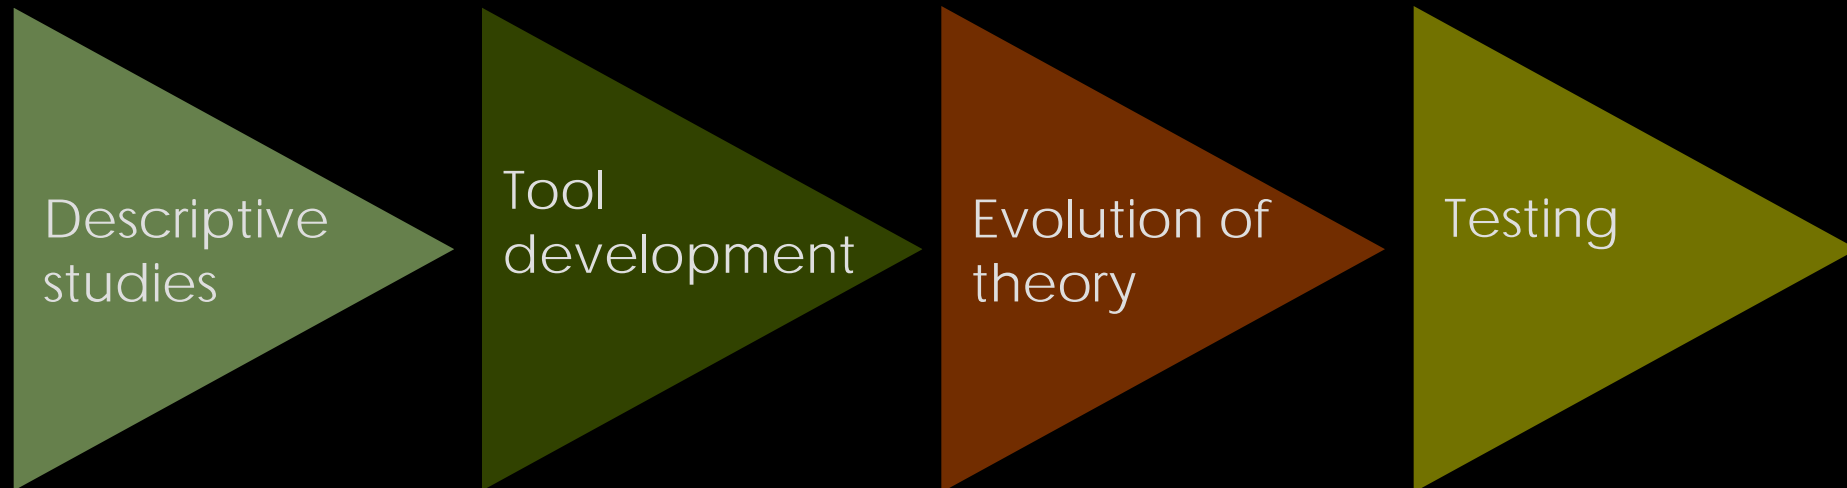 Descriptive
studies
Tool
development
Evolution of
theory
Testing